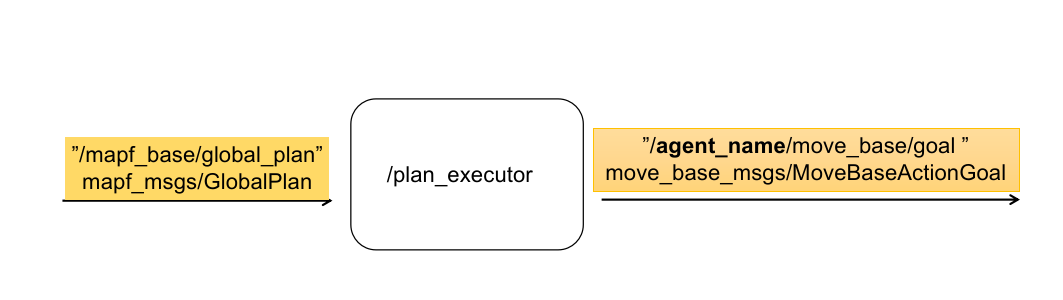 ”/mapf_base/global_plan”
mapf_msgs/GlobalPlan
/plan_executor
”/agent_name/move_base/goal ”
move_base_msgs/MoveBaseActionGoal